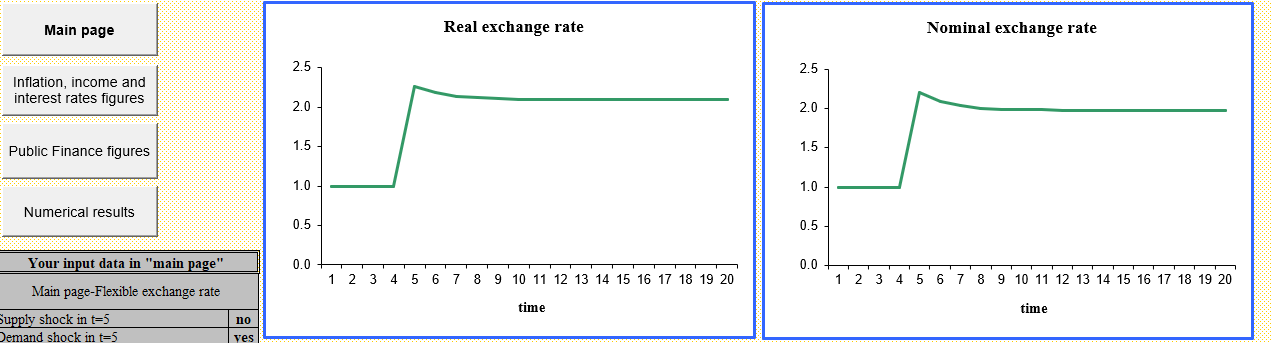 Main page
Inflation, income and
interest rates figures
Public Finance figures
Numerical results
Your input data in "main page"
Main page-Flexible exchange rate
Supply shock in t=5 no
Demand shock in t=5 yes
Real exchange rate
2.5
2.0
1.5
1.0
0.5
0.0
1 2 3 4 5 6 7 8 9 10 11 12 13 14 15 16 17 18 19 20
time
Nominal exchange rate
2.5
2.0
1.5
1.0
0.5
0.0
1 2 3 4 5 6 7 8 9 10 11 12 13 14 15 16 17 18 19 20
time